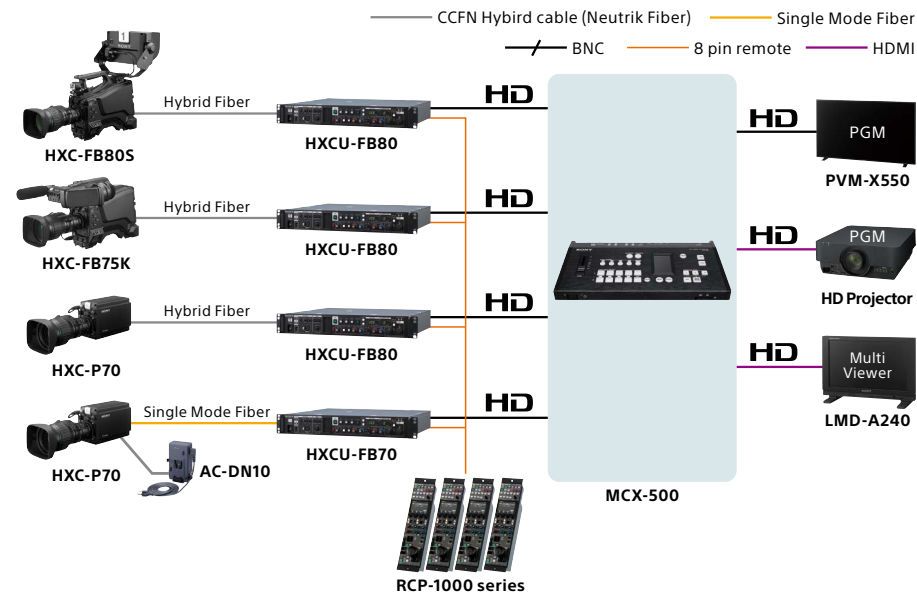 CCFN Hybird cable (Neutrik Fiber)
Single Mode Fiber
BNC
8 pin remote
HDMI
1
SONY
Hybrid Fiber
HD
HD
PGM
HXC-FB80S
HXCU-FB80
PVM-X550
Hybrid Fiber
HD
HD
PGM
HXC-FB75K
HXCU-FB80
SONY
HD Projector
Hybrid Fiber
HD
HD
Multi
Viewer
HXC-P70
HXCU-FB80
LMD-A240
Single Mode Fiber
HD
HXC-P70
AC-DN10
HXCU-FB70
MCX-500
RCP-1000 series